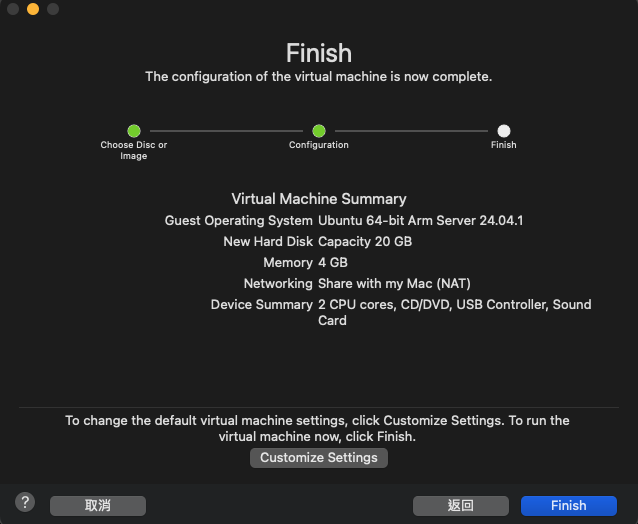 Finish
The configuration of the virtual machine is now complete.
Choose Disc or
Image
Configuration
Finish
Virtual Machine Summary
Guest Operating System Ubuntu 64-bit Arm Server 24.04.1
New Hard Disk Capacity 20 GB
Memory 4 GB
Networking Share with my Mac (NAT)
Device Summary 2 CPU cores, CD/DVD, USB Controller, Sound
Card
To change the default virtual machine settings, click Customize Settings. To run the
virtual machine now, click Finish.
Customize Settings
? 取消 返回 Finish